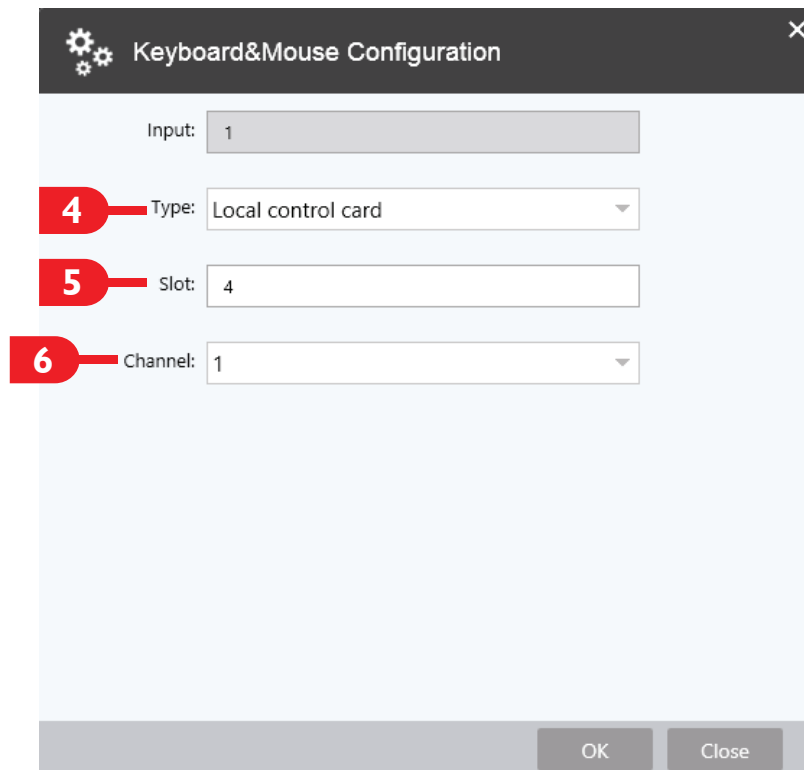 Keyboard&Mouse Configuration
Input: 1
4 Type: Local control card
5 Slot: 4
6 Channel: 1
OK Close